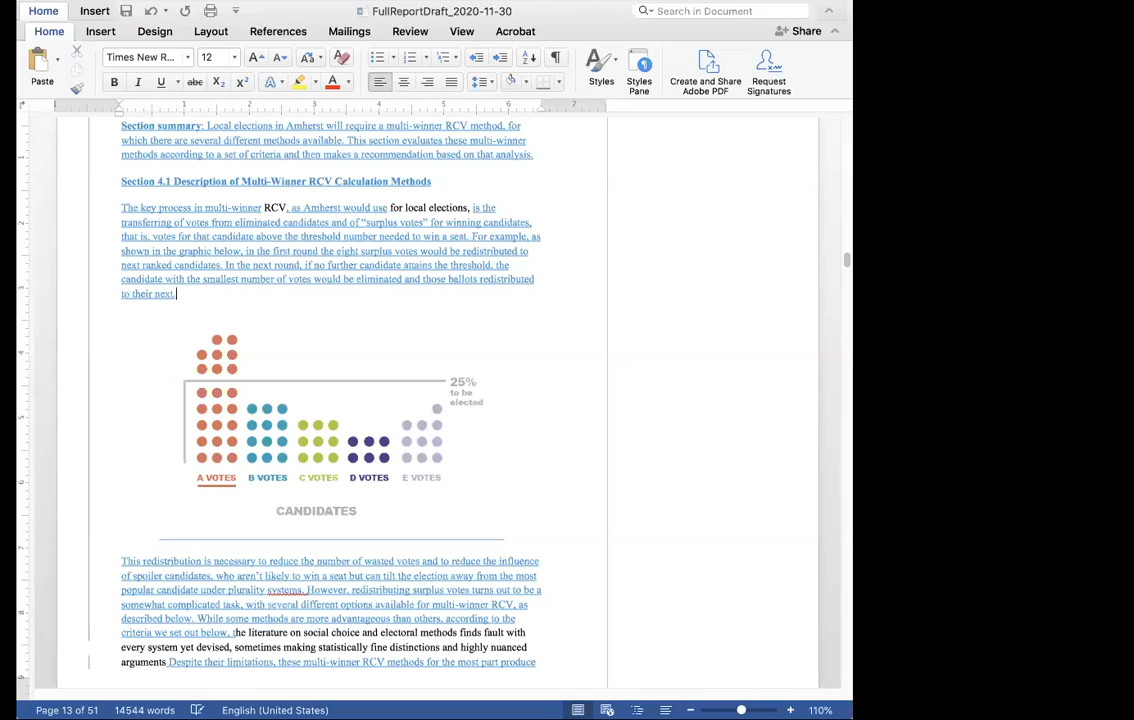 Home Insert FullReportDraft_2020-11-30 Search in Document
Home Insert Design Layout References Mailings Review View Acrobat Share
Paste Times New R... 12 Styles Styles Pane Create and Share Adobe PDF Request Signatures
Section summary: Local elections in Amherst will require a multi-winner RCV method, for
which there are several different methods available. This section evaluates these multi-winner
methods according to a set of criteria and then makes a recommendation based on that analysis.
Section 4.1 Description of Multi-Winner RCV Calculation Methods
The key process in multi-winner RCV, as Amherst would use for local elections, is the
transferring of votes from eliminated candidates and of “surplus votes” for winning candidates,
that is, votes for that candidate above the threshold number needed to win a seat. For example, as
shown in the graphic below, in the first round the eight surplus votes would be redistributed to
next ranked candidates. In the next round, if no further candidate attains the threshold, the
candidate with the smallest number of votes would be eliminated and those ballots redistributed
to their next.
25%
to be
elected
A VOTES B VOTES C VOTES D VOTES E VOTES
CANDIDATES
This redistribution is necessary to reduce the number of wasted votes and to reduce the influence
of spoiler candidates, who aren’t likely to win a seat but can tilt the election away from the most
popular candidate under plurality systems. However, redistributing surplus votes turns out to be a
somewhat complicated task, with several different options available for multi-winner RCV, as
described below. While some methods are more advantageous than others, according to the
criteria we set out below, the literature on social choice and electoral methods finds fault with
every system yet devised, sometimes making statistically fine distinctions and highly nuanced
arguments Despite their limitations, these multi-winner RCV methods for the most part produce
Page 13 of 51 14544 words English (United States) 110%